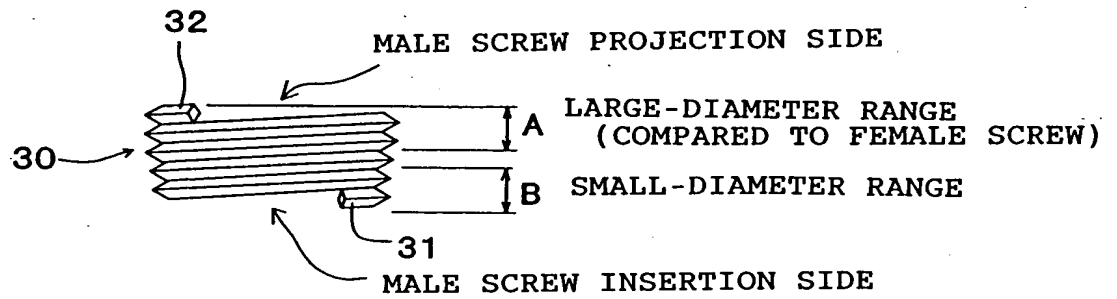 32
MALE SCREW PROJECTION SIDE
A
LARGE-DIAMETER RANGE
(COMPARED TO FEMALE SCREW)
30
B
SMALL-DIAMETER RANGE
31
MALE SCREW INSERTION SIDE